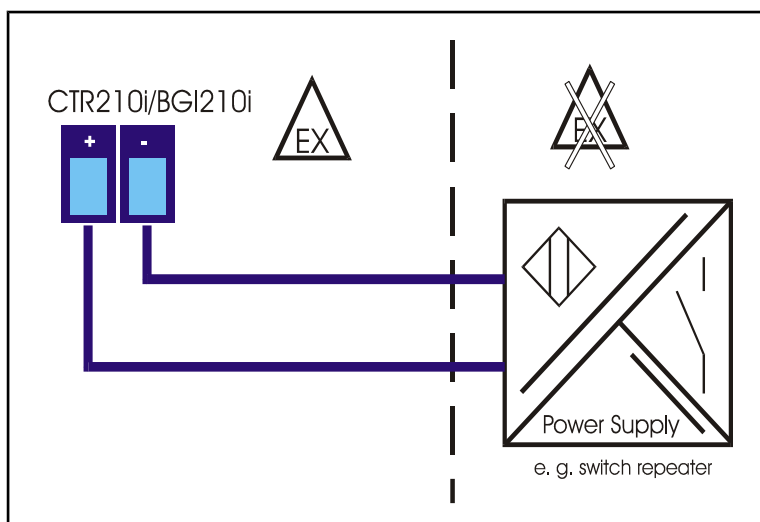 CTR210i/BGI210i
EX
EX
+ -
Power Supply
e. g. switch repeater